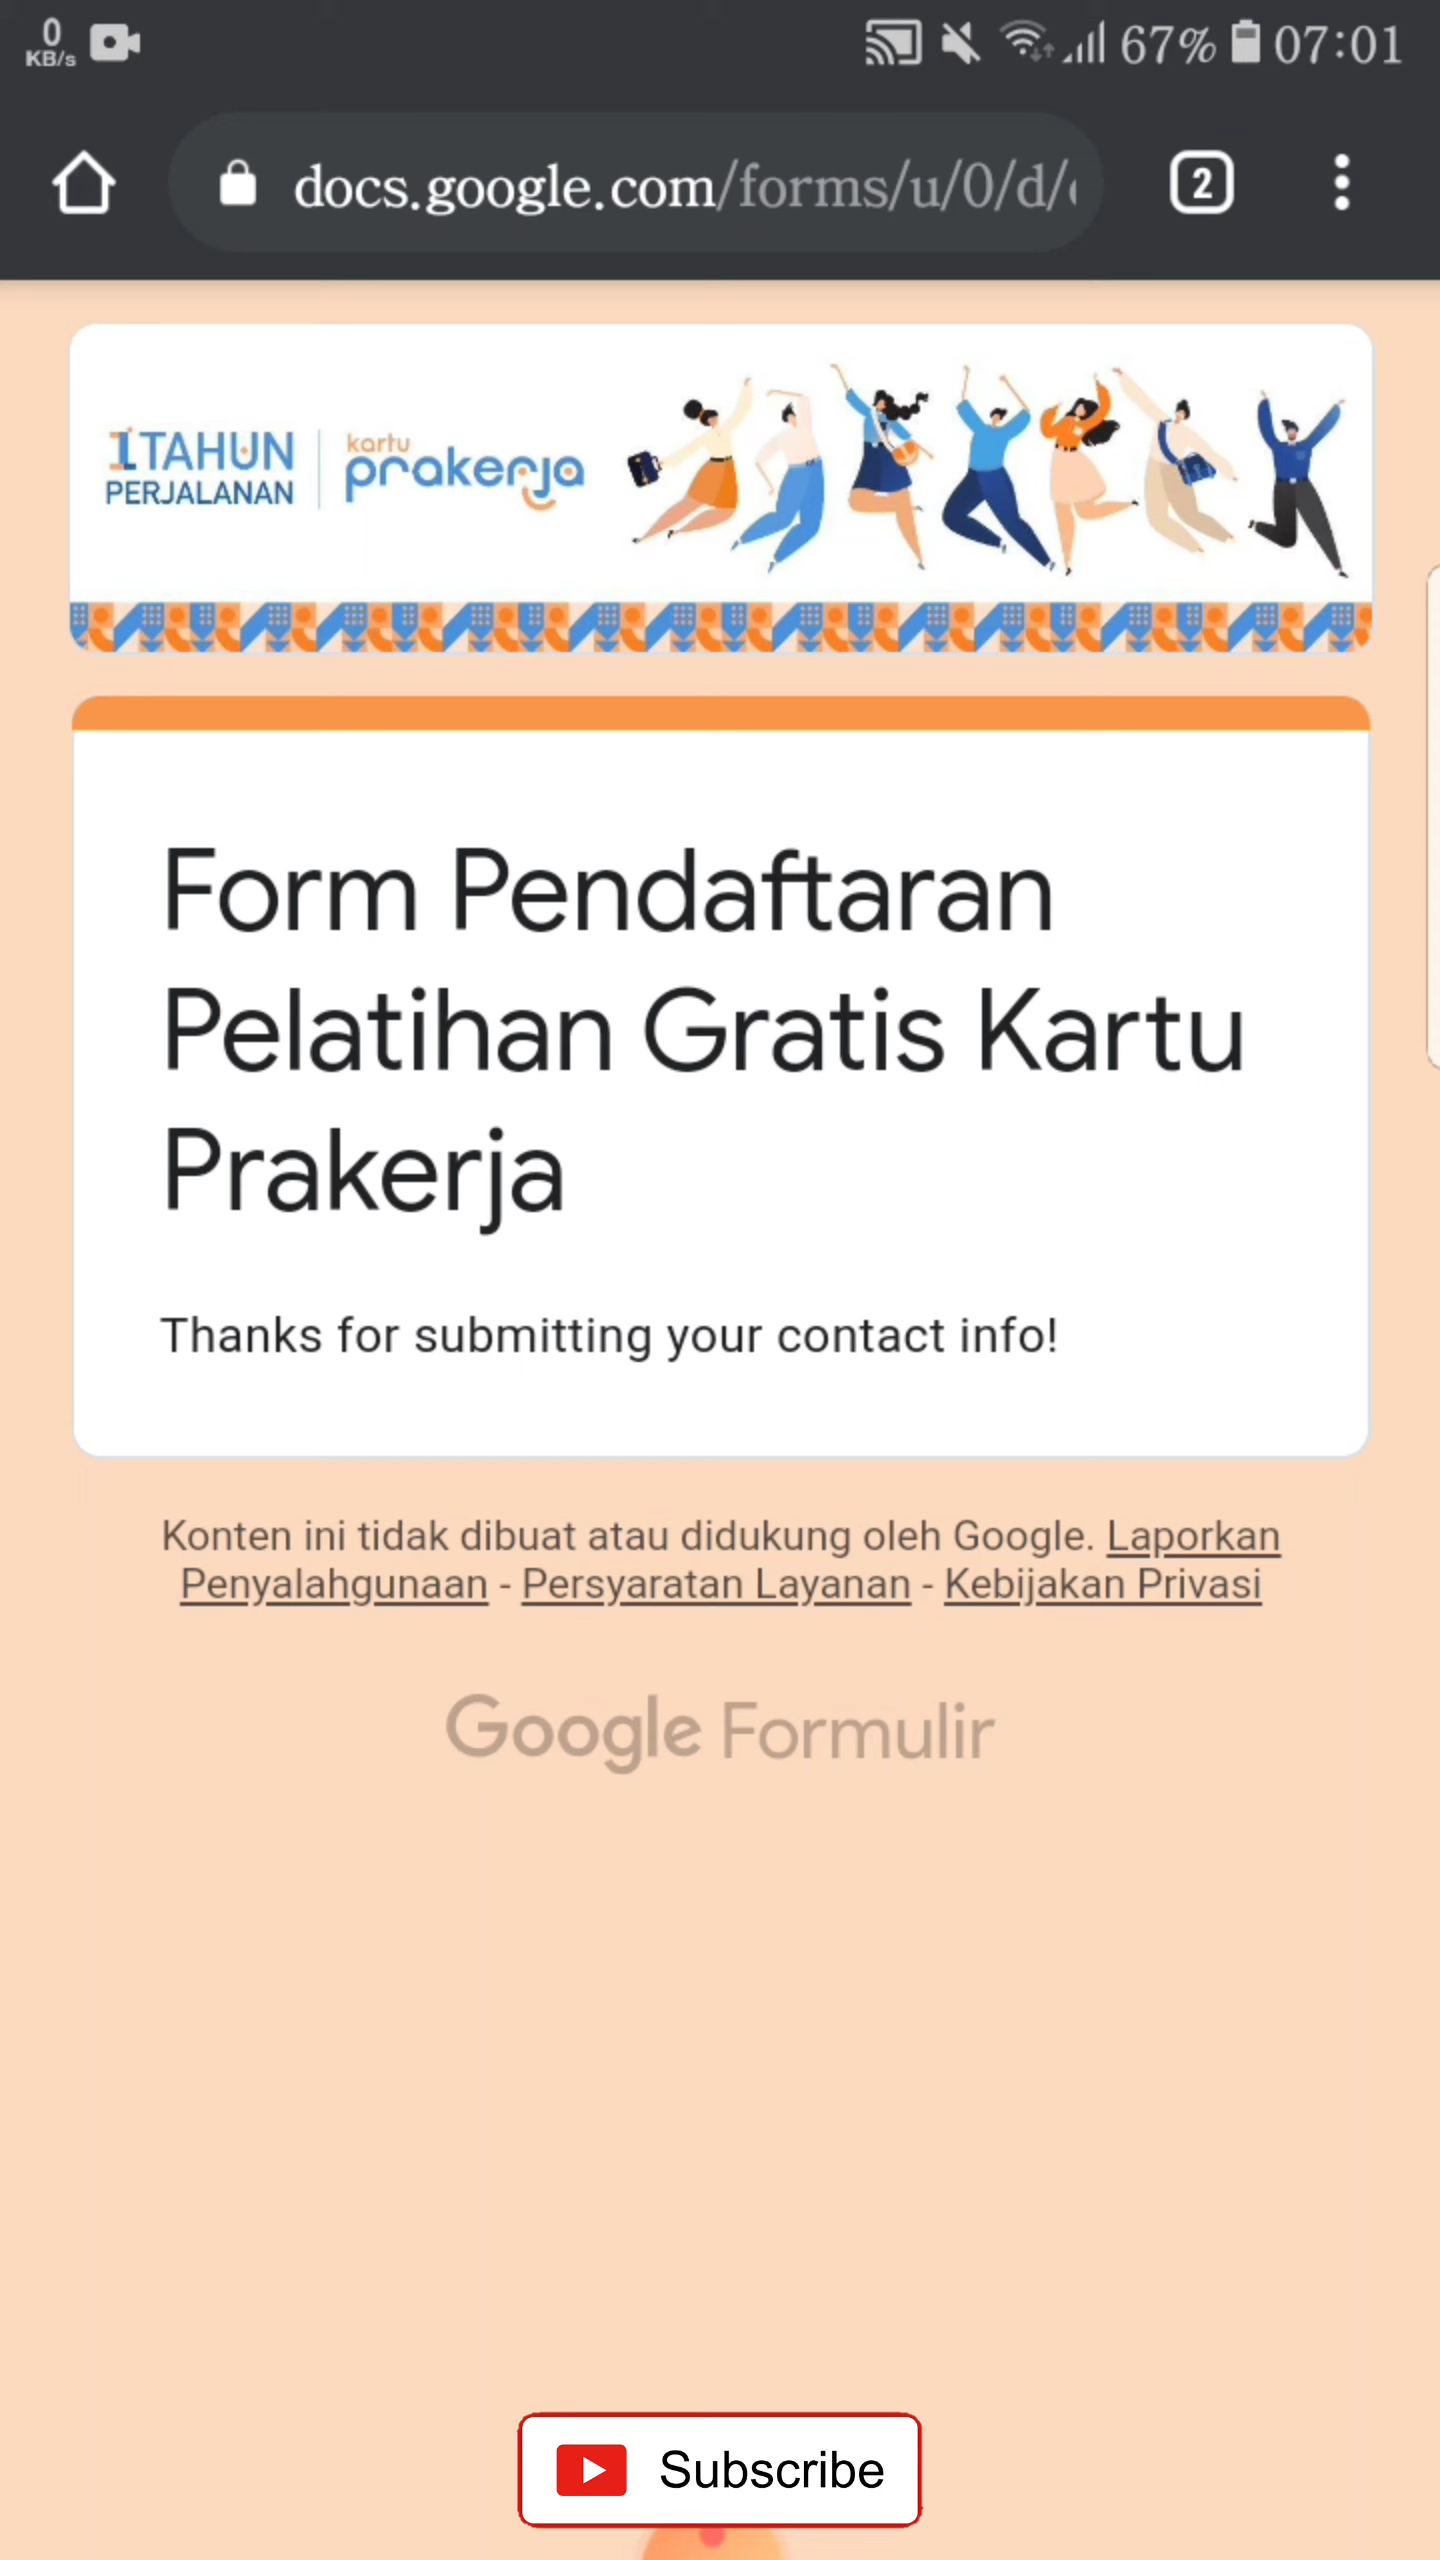 0
KB/s
67%
07:01
docs.google.com/forms/u/0/d/
2
1TAHUN
PERJALANAN
kartu
prakerja
Form Pendaftaran
Pelatihan Gratis Kartu
Prakerja
Thanks for submitting your contact info!
Konten ini tidak dibuat atau didukung oleh Google. Laporkan
Penyalahgunaan - Persyaratan Layanan - Kebijakan Privasi
Google Formulir
Subscribe